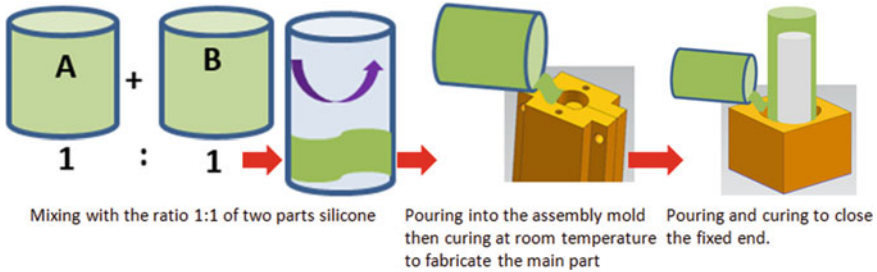 A + B
1 : 1
Mixing with the ratio 1:1 of two parts silicone
Pouring into the assembly mold
then curing at room temperature
to fabricate the main part
Pouring and curing to close
the fixed end.